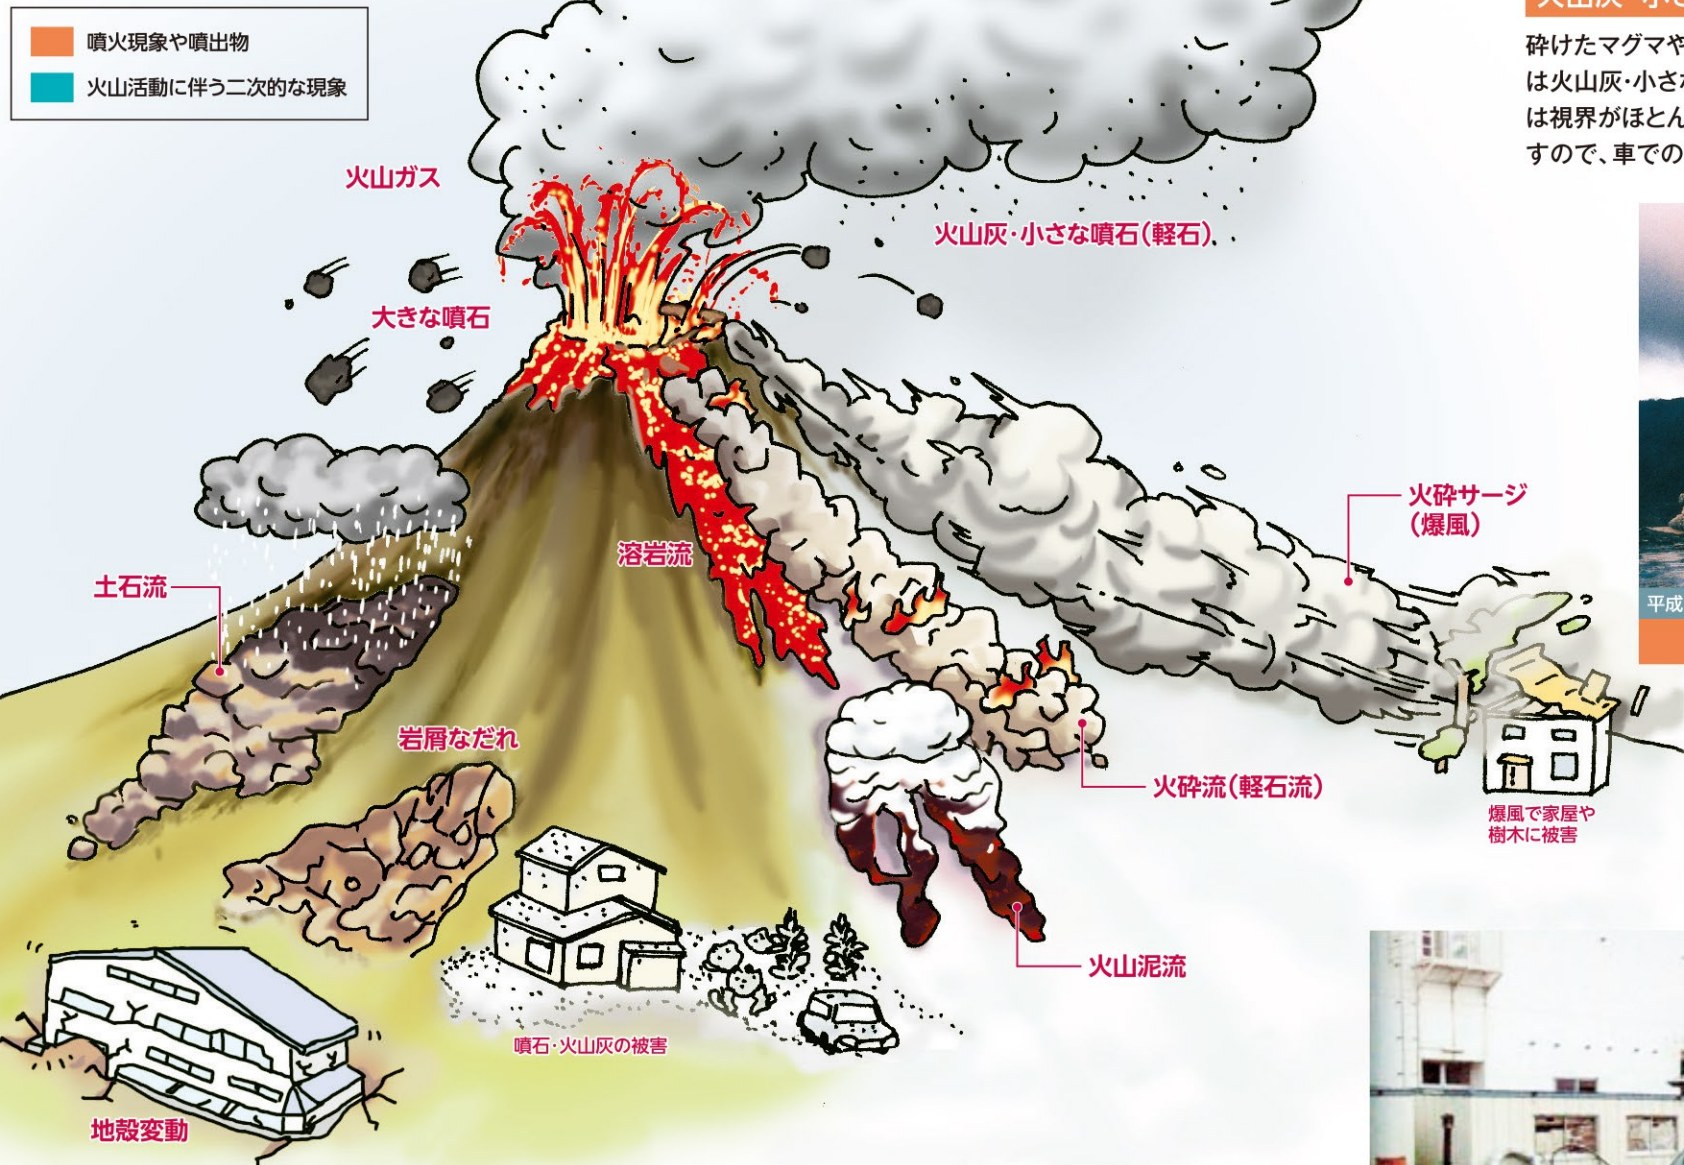 噴火現象や噴出物
火山活動に伴う二次的な現象
砕けたマグマや
は火山灰・小さ
は視界がほとん
すので、車での
火山ガス
火山灰・小さな噴石(軽石)
大きな噴石
火砕サージ
(爆風)
溶岩流
土石流
平成
岩屑なだれ
火砕流(軽石流)
爆風で家屋や
樹木に被害
火山泥流
噴石・火山灰の被害
地殻変動